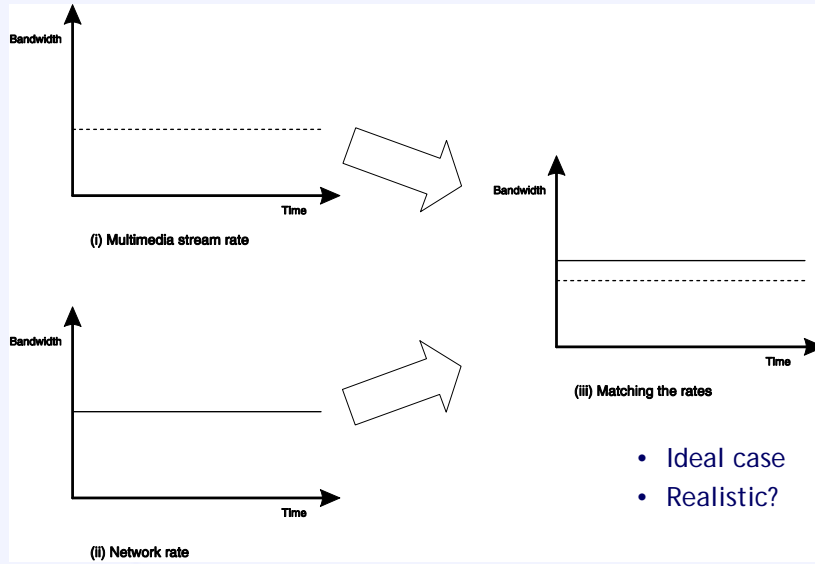 Bandwidth
Time
(i) Multimedia stream rate
Bandwidth
Time
(ii) Network rate
Bandwidth
Time
(iii) Matching the rates
• Ideal case
• Realistic?